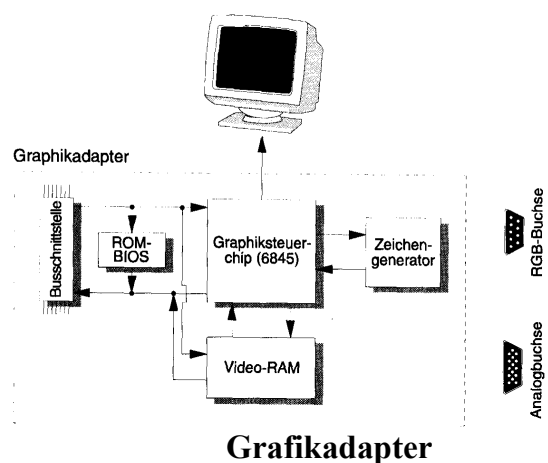 Graphikadapter
Busschnittstelle
ROM-
BIOS
Graphiksteuer-
chip (6845)
Zeichen-
generator
Video-RAM
RGB-Buchse
Analogbuchse
Grafikadapter